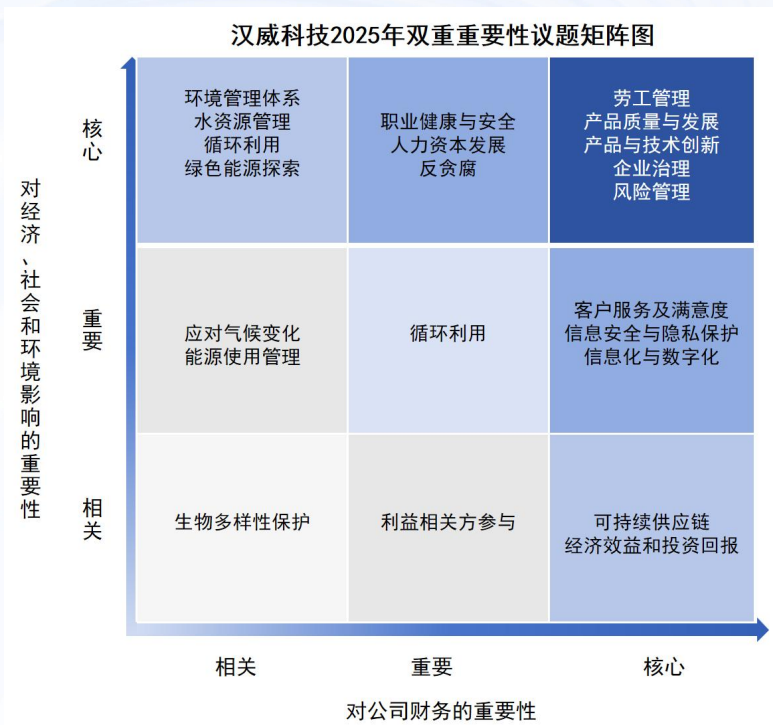 汉威科技2025年双重重要性议题矩阵图
对经济、社会和环境影响的重要性
核心
环境管理体系
水资源管理
循环利用
绿色能源探索
职业健康与安全
人力资本发展
反贪腐
劳工管理
产品质量与发展
产品与技术创新
企业治理
风险管理
重要
应对气候变化
能源使用管理
循环利用
客户服务及满意度
信息安全与隐私保护
信息化与数字化
相关
生物多样性保护
利益相关方参与
可持续供应链
经济效益和投资回报
相关
重要
核心
对公司财务的重要性